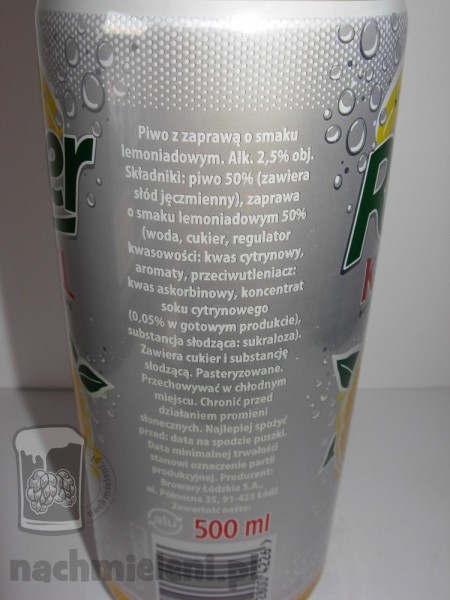 Piwo z zaprawą o smaku
lemoniadowym. Alk. 2,5% obj.
Składniki: piwo 50% (zawiera
słód jęczmienny), zaprawa
o smaku lemoniadowym 50%
(woda, cukier, regulator
kwasowości: kwas cytrynowy,
aromaty, przeciwutleniacz:
kwas askorbinowy, koncentrat
soku cytrynowego
(0,05% w gotowym produkcie),
substancja słodząca: sukraloza).
Zawiera cukier i substancję
słodzącą. Pasteryzowane.
Przechowywać w chłodnym
miejscu. Chronić przed
działaniem promieni
słonecznych. Najlepiej spożyć
przed: data na spodzie puszki.
Data minimalnej trwałości
stanowi oznaczenie partii
produkcyjnej. Producent:
Browary Łódzkie S.A.,
ul. Północna 35, 91-425 Łódź
Zawartość netto:
alu
500 ml
nachmieleni.pl